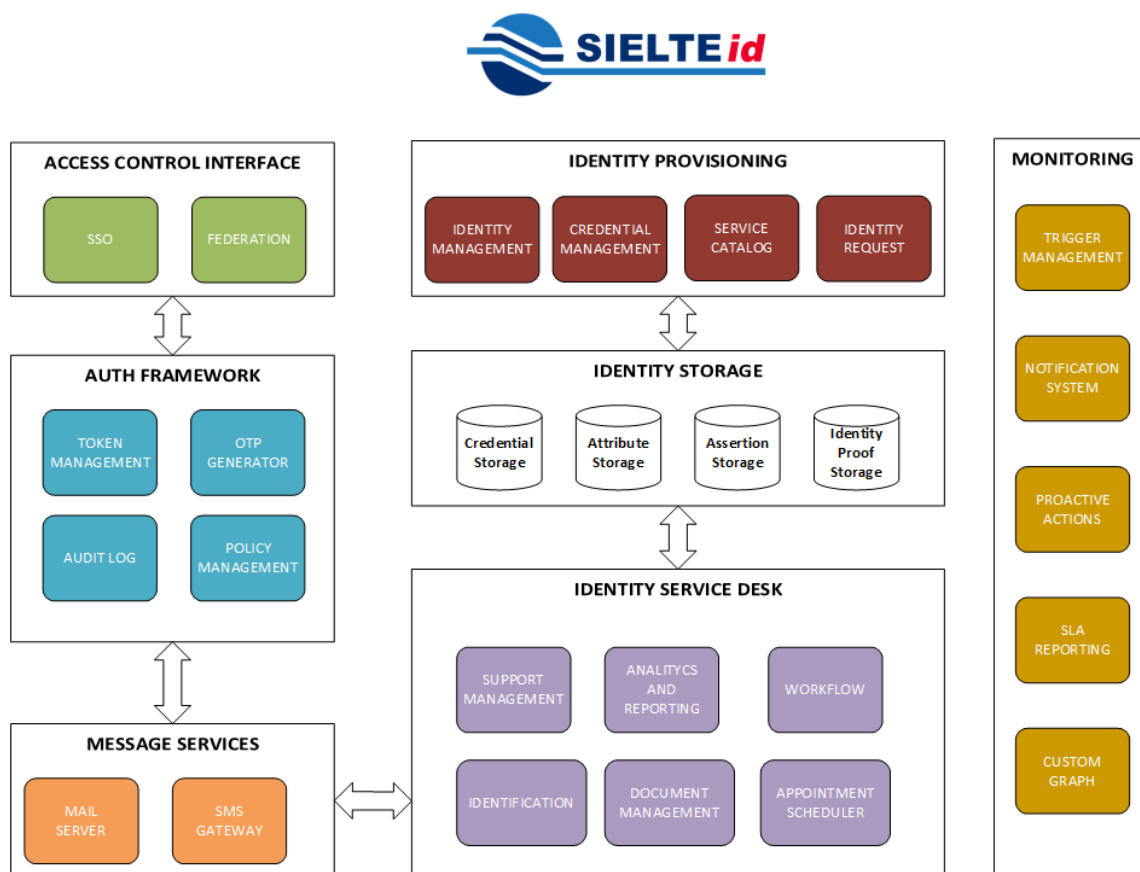 SIELTE id
ACCESS CONTROL INTERFACE
SSO
FEDERATION
AUTH FRAMEWORK
TOKEN
MANAGEMENT
OTP
GENERATOR
AUDIT LOG
POLICY
MANAGEMENT
MESSAGE SERVICES
MAIL
SERVER
SMS
GATEWAY
IDENTITY PROVISIONING
IDENTITY
MANAGEMENT
CREDENTIAL
MANAGEMENT
SERVICE
CATALOG
IDENTITY
REQUEST
IDENTITY STORAGE
Credential
Storage
Attribute
Storage
Assertion
Storage
Identity
Proof
Storage
IDENTITY SERVICE DESK
SUPPORT
MANAGEMENT
ANALITYCS
AND
REPORTING
WORKFLOW
IDENTIFICATION
DOCUMENT
MANAGEMENT
APPOINTMENT
SCHEDULER
MONITORING
TRIGGER
MANAGEMENT
NOTIFICATION
SYSTEM
PROACTIVE
ACTIONS
SLA
REPORTING
CUSTOM
GRAPH